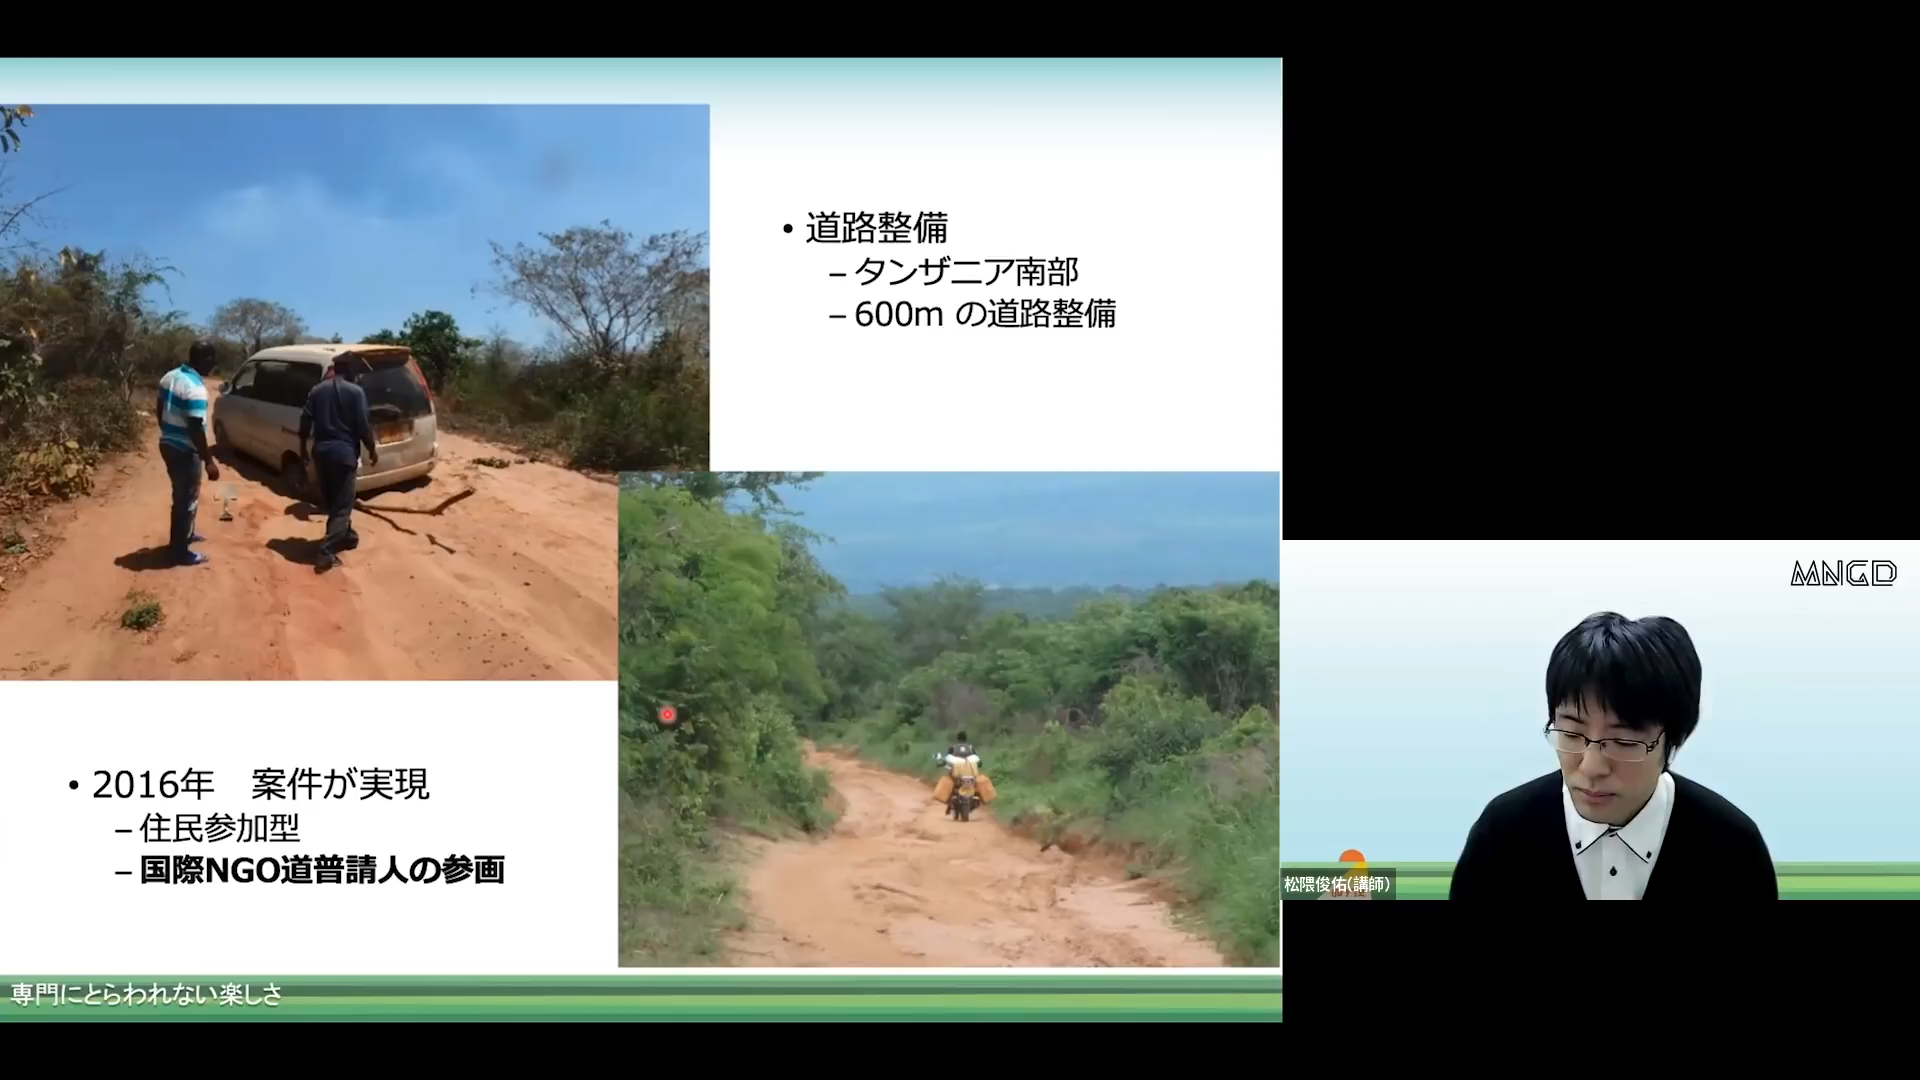 • 道路整備
– タンザニア南部
– 600m の道路整備
• 2016年　案件が実現
– 住民参加型
– 国際NGO道普請人の参画
専門にとらわれない楽しさ
MNGD
松隈俊佑(講師)